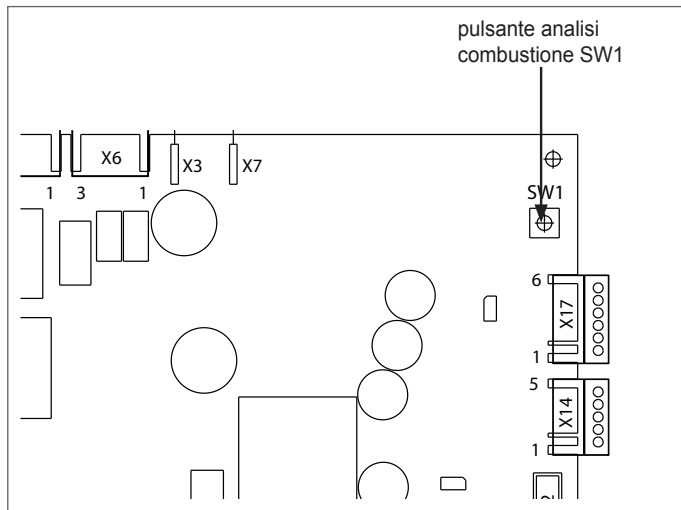 pulsante analisi
combustione SW1
X6
X3
X7
1 3 1
SW1
6
X17
1
5
X14
1